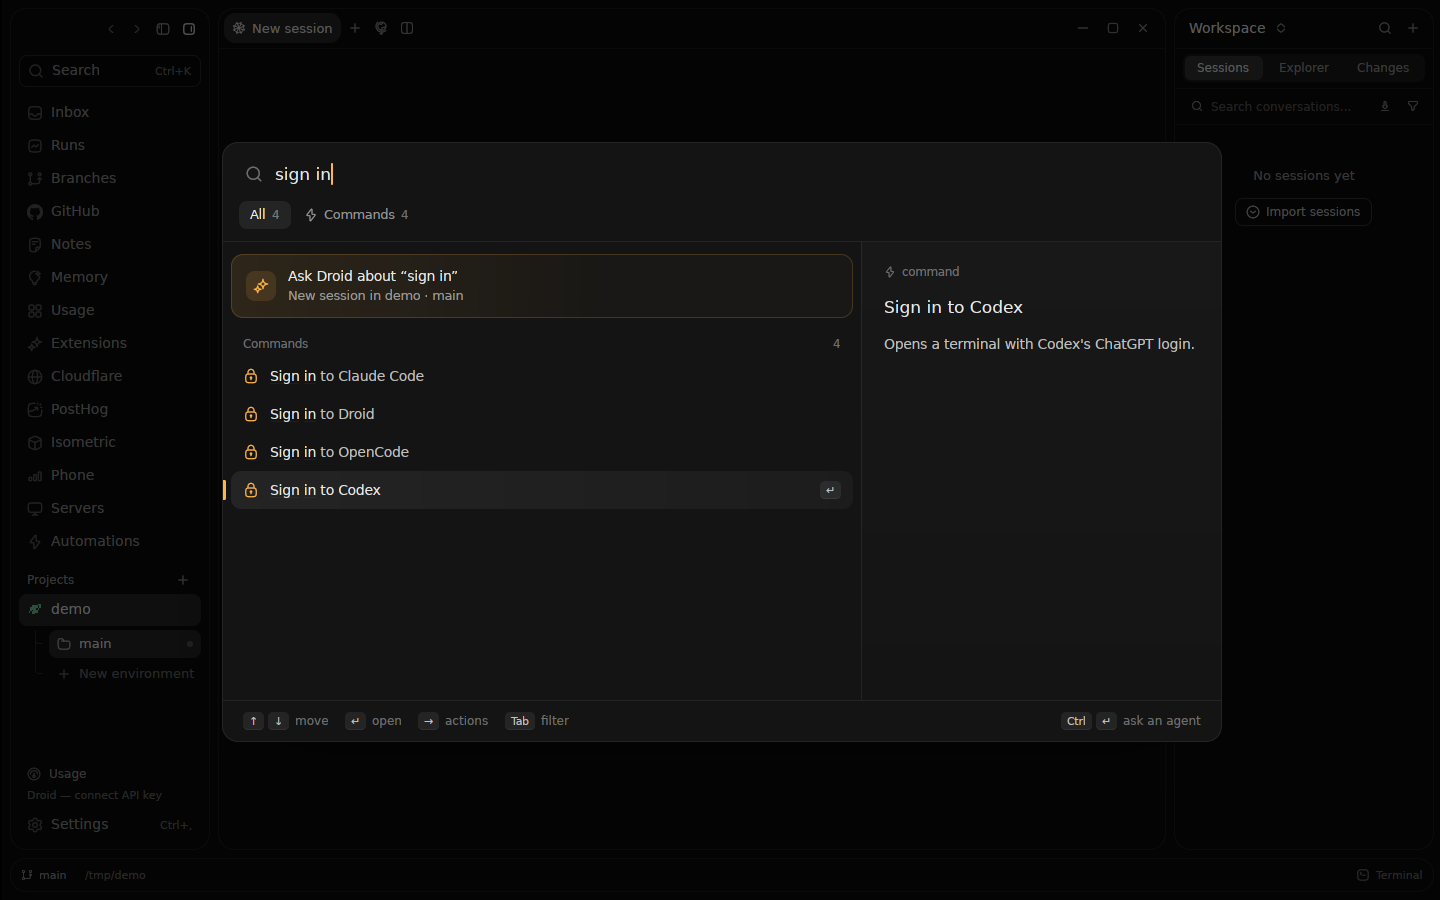 New session
Search
Ctrl+K
Inbox
Runs
Branches
GitHub
Notes
Memory
Usage
Extensions
Cloudflare
PostHog
Isometric
Phone
Servers
Automations
Projects
demo
main
New environment
Usage
Droid — connect API key
Settings
Ctrl+,
sign in
All 4
Commands 4
Ask Droid about “sign in”
New session in demo · main
Commands 4
Sign in to Claude Code
Sign in to Droid
Sign in to OpenCode
Sign in to Codex ↵
command
Sign in to Codex
Opens a terminal with Codex's ChatGPT login.
↑ ↓ move ↵ open → actions Tab filter
Ctrl ↵ ask an agent
Workspace
Sessions Explorer Changes
Search conversations...
No sessions yet
Import sessions
main /tmp/demo
Terminal